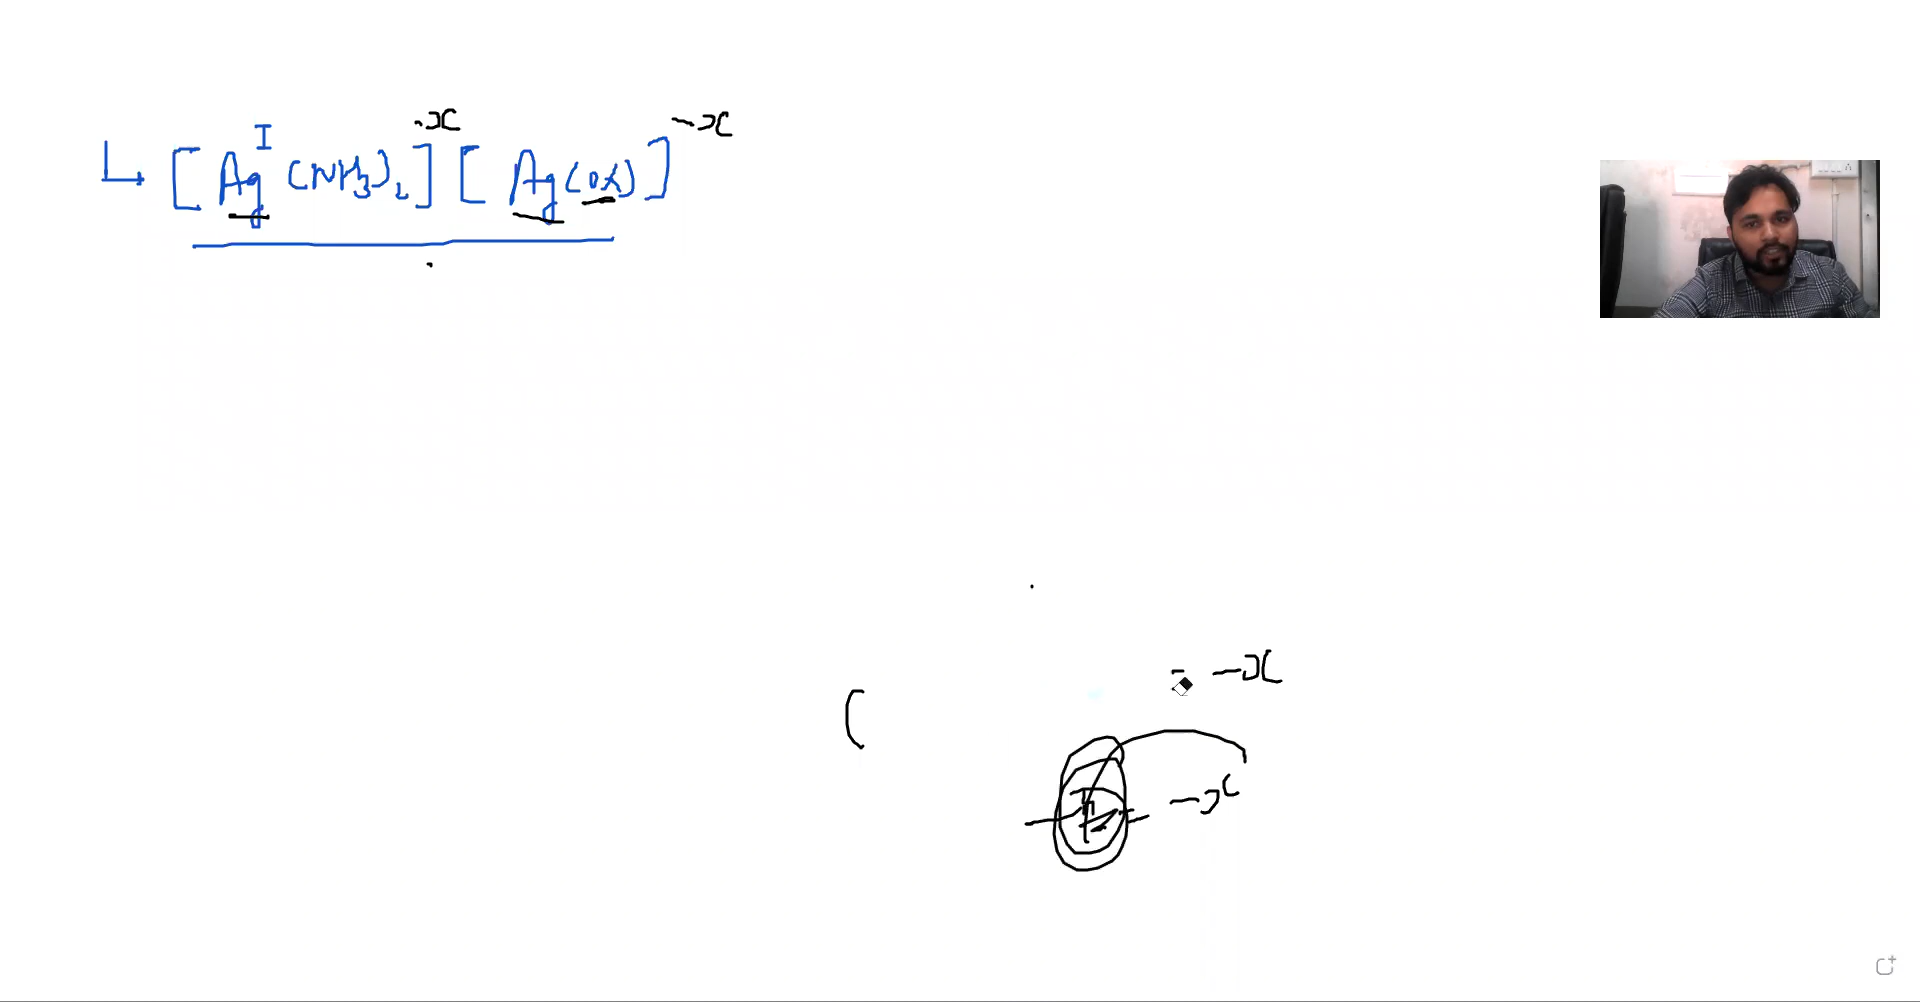 ↳ [Ag^I (NH3)2]^·x [Ag(ox)]^-x
(
- -x
-x